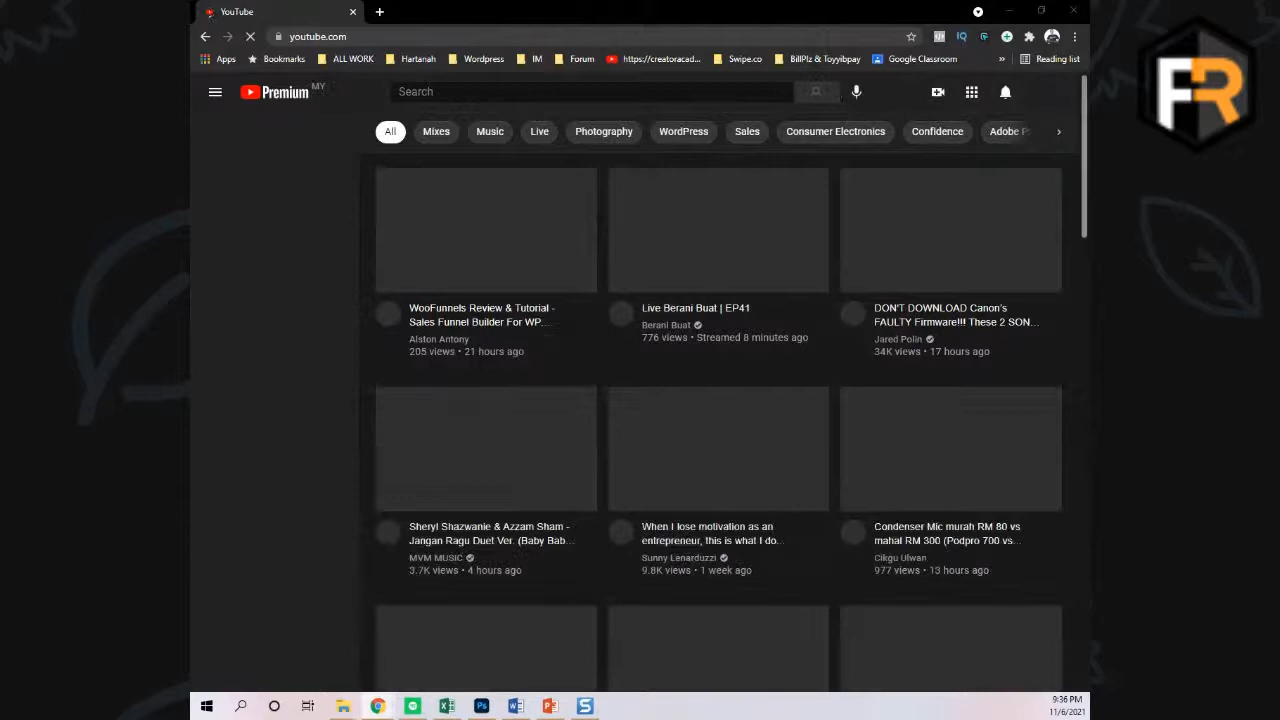 YouTube
youtube.com
Apps
Bookmarks
ALL WORK
Hartanah
Wordpress
IM
Forum
https://creatoracad...
Swipe.co
BillPlz & Toyyibpay
Google Classroom
»
Reading list
Premium MY
Search
All
Mixes
Music
Live
Photography
WordPress
Sales
Consumer Electronics
Confidence
Adobe P
WooFunnels Review & Tutorial -
Sales Funnel Builder For WP....
Alston Antony
205 views • 21 hours ago
Live Berani Buat | EP41
Berani Buat
776 views • Streamed 8 minutes ago
DON'T DOWNLOAD Canon's
FAULTY Firmware!!! These 2 SON...
Jared Polin
34K views • 17 hours ago
Sheryl Shazwanie & Azzam Sham -
Jangan Ragu Duet Ver. (Baby Bab...
MVM MUSIC
3.7K views • 4 hours ago
When I lose motivation as an
entrepreneur, this is what I do...
Sunny Lenarduzzi
9.8K views • 1 week ago
Condenser Mic murah RM 80 vs
mahal RM 300 (Podpro 700 vs...
Cikgu Ulwan
977 views • 13 hours ago
9:36 PM
11/6/2021
FR